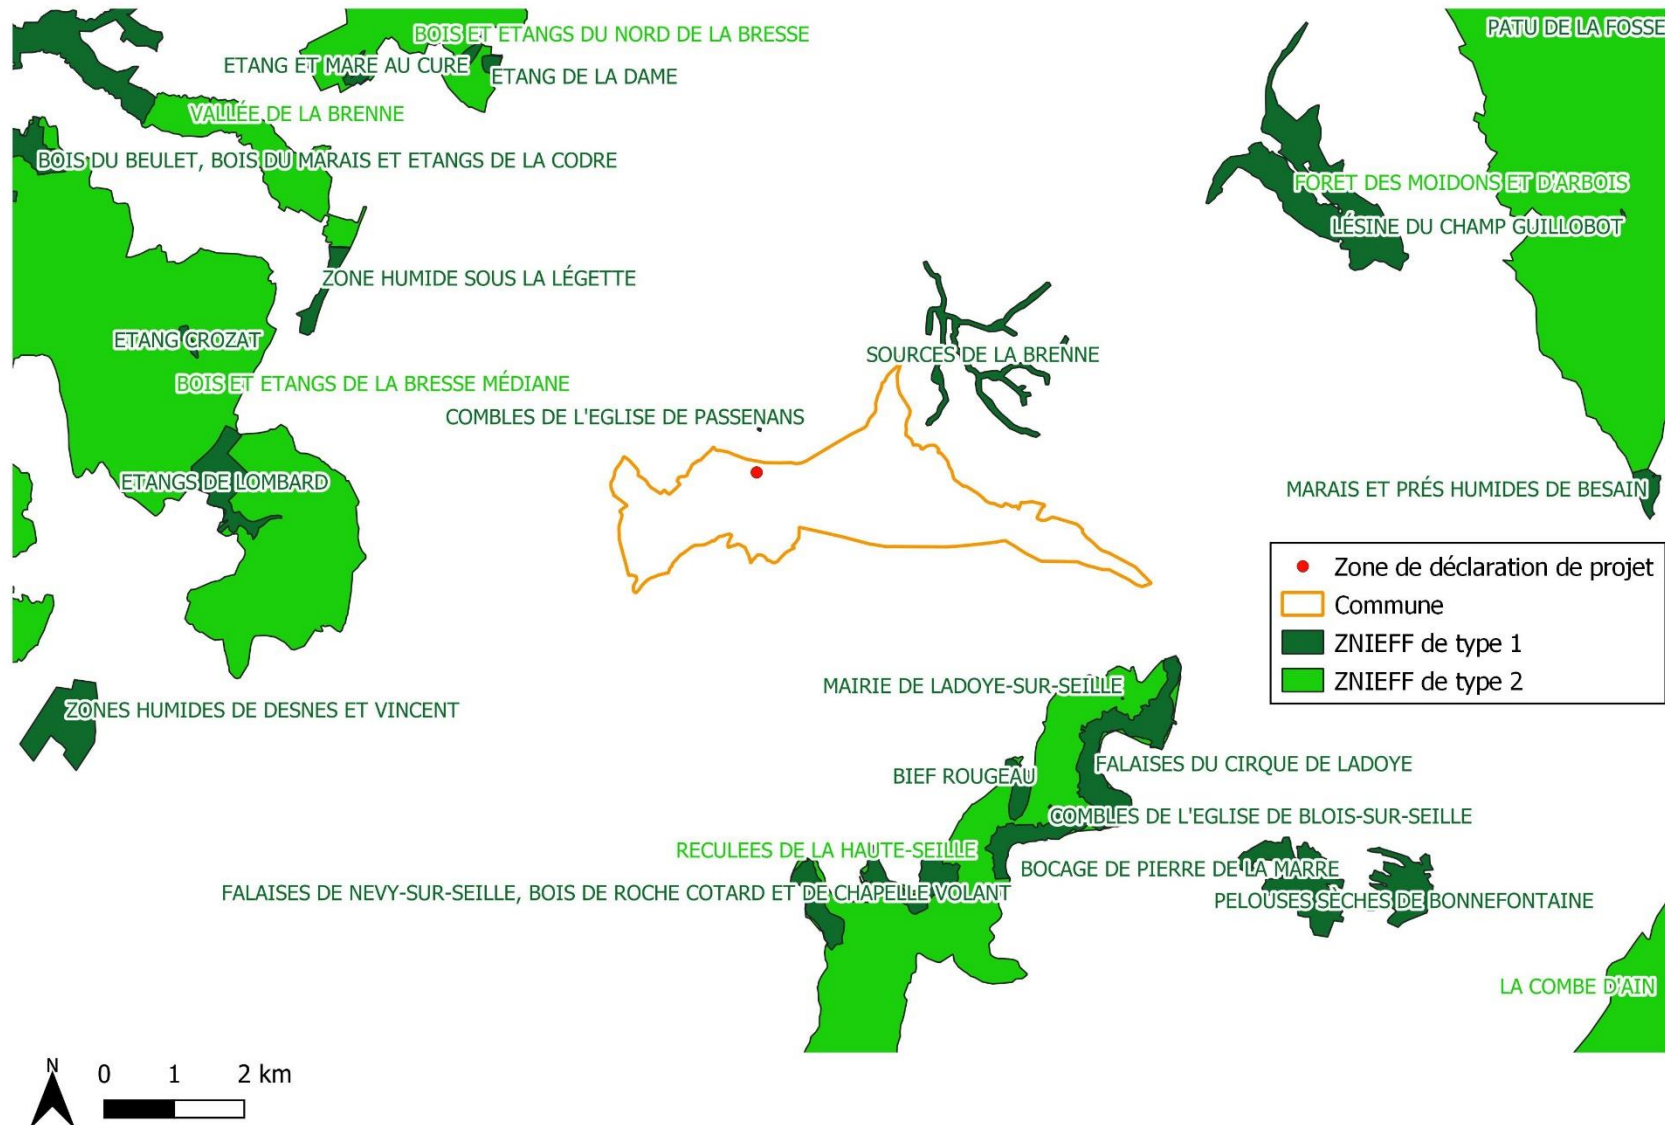 BOIS ET ETANGS DU NORD DE LA BRESSE
PATU DE LA FOSSE
ETANG ET MARE AU CURE
ETANG DE LA DAME
VALLÉE DE LA BRENNE
BOIS DU BEULET, BOIS DU MARAIS ET ETANGS DE LA CODRE
FORET DES MOIDONS ET D'ARBOIS
LÉSINE DU CHAMP GUILLOBOT
ZONE HUMIDE SOUS LA LÉGETTE
ETANG CROZAT
SOURCES DE LA BRENNE
BOIS ET ETANGS DE LA BRESSE MÉDIANE
COMBLES DE L'EGLISE DE PASSENANS
ETANGS DE LOMBARD
MARAIS ET PRÉS HUMIDES DE BESAIN
Zone de déclaration de projet
Commune
ZNIEFF de type 1
ZNIEFF de type 2
MAIRIE DE LADOYE-SUR-SEILLE
ZONES HUMIDES DE DESNES ET VINCENT
FALAISES DU CIRQUE DE LADOYE
BIEF ROUGEAU
COMBLES DE L'EGLISE DE BLOIS-SUR-SEILLE
RECULEES DE LA HAUTE-SEILLE
BOCAGE DE PIERRE DE LA MARRE
FALAISES DE NEVY-SUR-SEILLE, BOIS DE ROCHE COTARD ET DE CHAPELLE VOLANT
PELOUSES SÈCHES DE BONNEFONTAINE
LA COMBE D'AIN
N
0 1 2 km